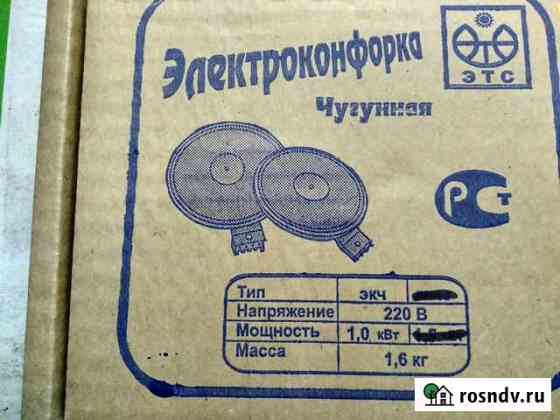 Электроконфорка
ЭТС
Чугунная
РСТ
Тип экч
Напряжение 220 В
Мощность 1,0 кВт
Масса 1,6 кг
rosndv.ru